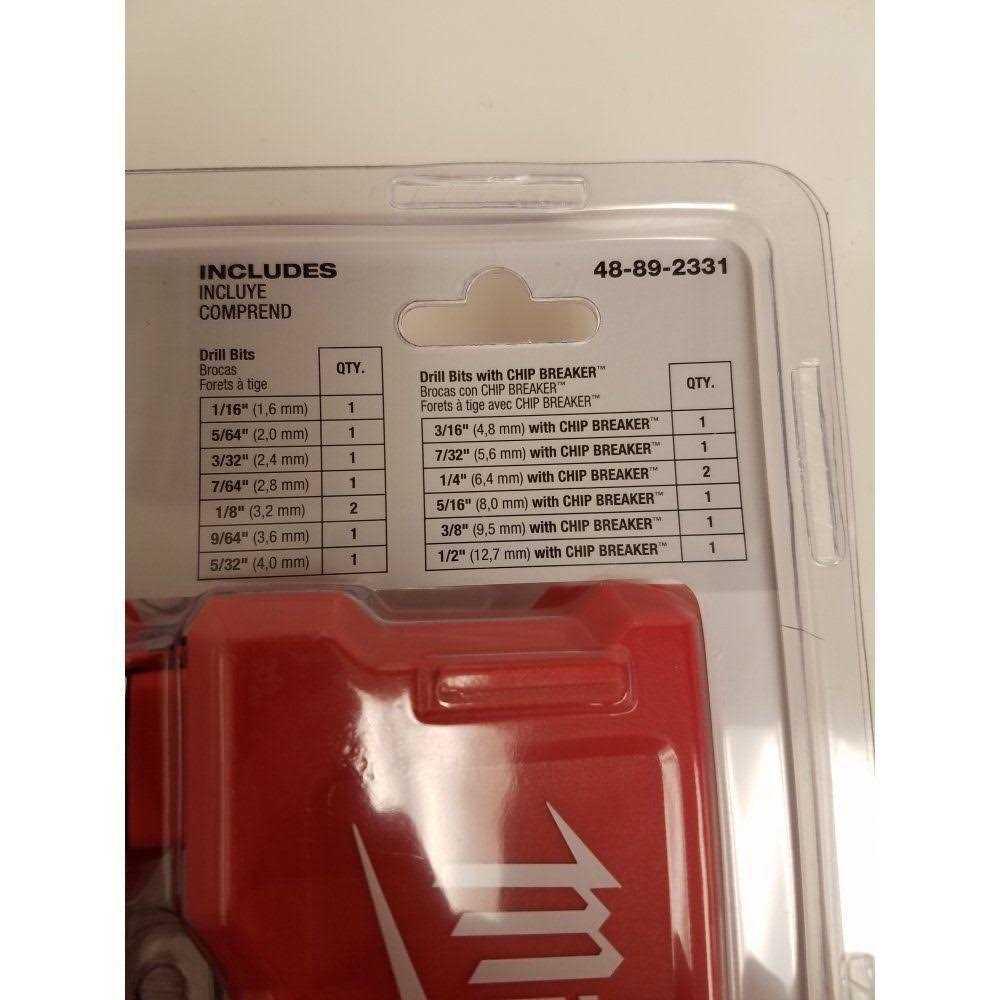 INCLUDES
INCLUYE
COMPREND
48-89-2331
Drill Bits
Brocas
Forets à tige
QTY.
1/16" (1,6 mm) 1
5/64" (2,0 mm) 1
3/32" (2,4 mm) 1
7/64" (2,8 mm) 1
1/8" (3,2 mm) 2
9/64" (3,6 mm) 1
5/32" (4,0 mm) 1
Drill Bits with CHIP BREAKER™
Brocas con CHIP BREAKER™
Forets à tige avec CHIP BREAKER™
QTY.
3/16" (4,8 mm) with CHIP BREAKER™ 1
7/32" (5,6 mm) with CHIP BREAKER™ 1
1/4" (6,4 mm) with CHIP BREAKER™ 2
5/16" (8,0 mm) with CHIP BREAKER™ 1
3/8" (9,5 mm) with CHIP BREAKER™ 1
1/2" (12,7 mm) with CHIP BREAKER™ 1